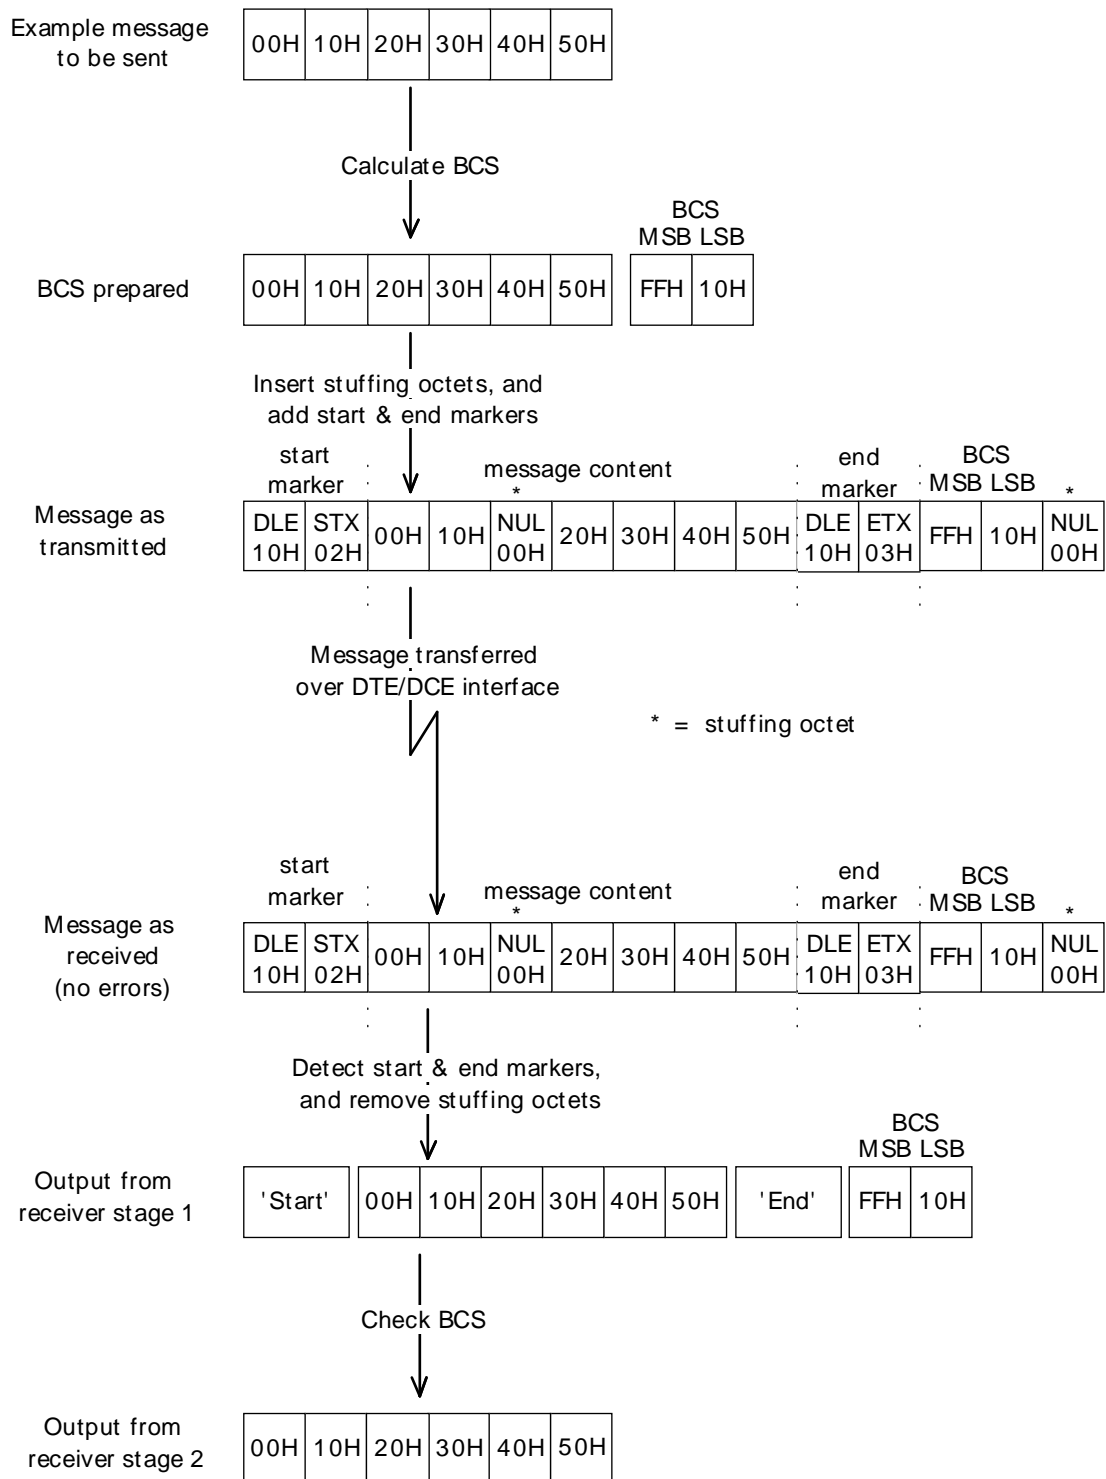 Example message
to be sent
00H 10H 20H 30H 40H 50H
Calculate BCS
BCS
MSB LSB
BCS prepared
00H 10H 20H 30H 40H 50H FFH 10H
Insert stuffing octets, and
add start & end markers
start
marker
message content
end
marker
BCS
MSB LSB
* *
Message as
transmitted
DLE STX 00H 10H NUL 20H 30H 40H 50H DLE ETX FFH 10H NUL
10H 02H 00H 10H 03H 00H
Message transferred
over DTE/DCE interface
* = stuffing octet
start
marker
message content
end
marker
BCS
MSB LSB
* *
Message as
received
(no errors)
DLE STX 00H 10H NUL 20H 30H 40H 50H DLE ETX FFH 10H NUL
10H 02H 00H 10H 03H 00H
Detect start & end markers,
and remove stuffing octets
BCS
MSB LSB
Output from
receiver stage 1
'Start' 00H 10H 20H 30H 40H 50H 'End' FFH 10H
Check BCS
Output from
receiver stage 2
00H 10H 20H 30H 40H 50H